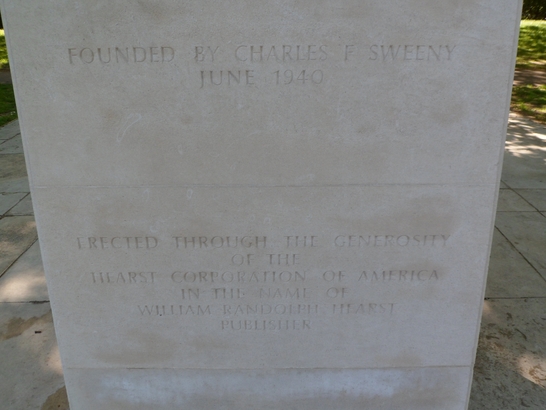 FOUNDED BY CHARLES F SWEENY
JUNE 1940
ERECTED THROUGH THE GENEROSITY
OF THE
HEARST CORPORATION OF AMERICA
IN THE NAME OF
WILLIAM RANDOLPH HEARST
PUBLISHER